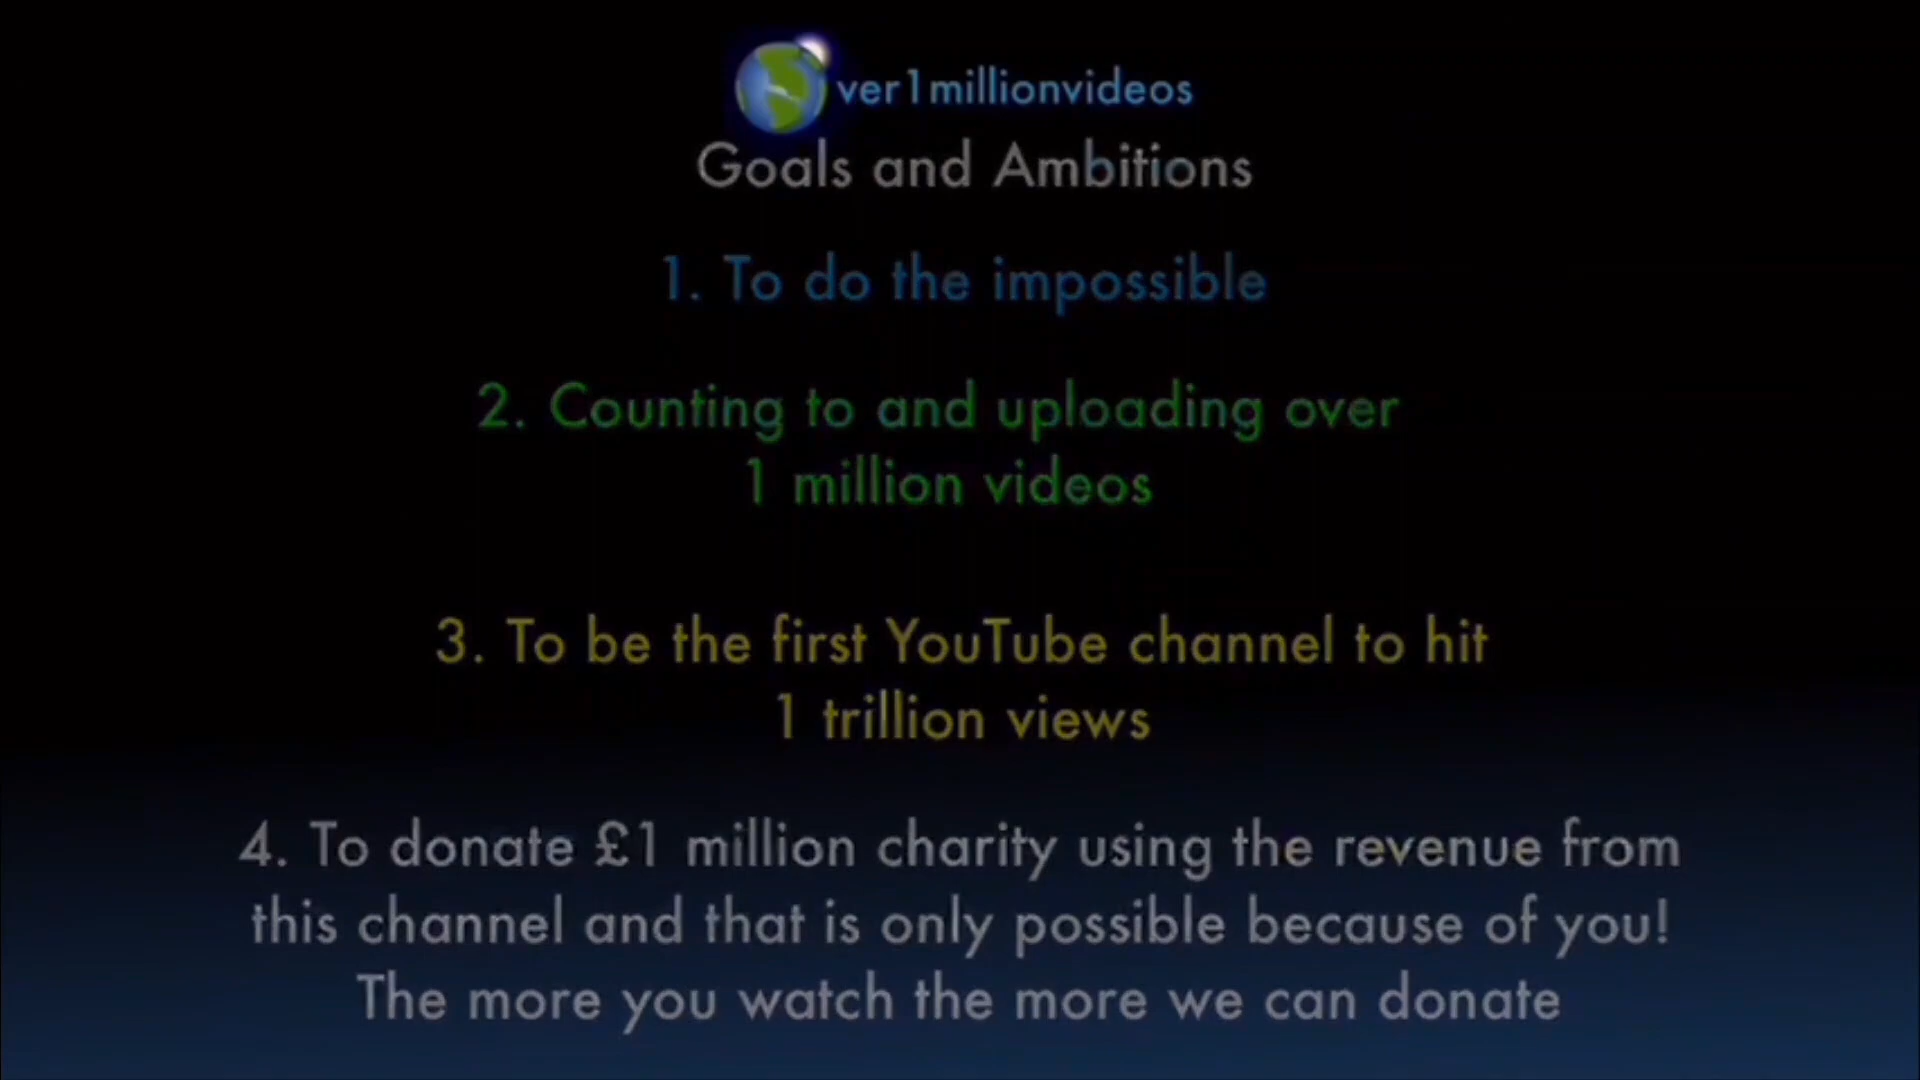 ver1millionvideos
Goals and Ambitions
1. To do the impossible
2. Counting to and uploading over
1 million videos
3. To be the first YouTube channel to hit
1 trillion views
4. To donate £1 million charity using the revenue from
this channel and that is only possible because of you!
The more you watch the more we can donate